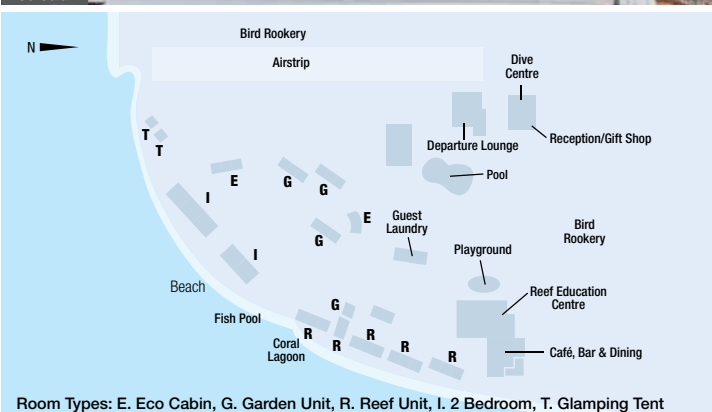 Bird Rookery
N
Airstrip
Dive
Centre
T
T
Departure Lounge
Reception/Gift Shop
Pool
E
G
G
I
E
Guest
Laundry
G
Bird
Rookery
Playground
I
Beach
Reef Education
Centre
Fish Pool
G
R
R
R
R
R
Coral
Lagoon
Café, Bar & Dining
Room Types: E. Eco Cabin, G. Garden Unit, R. Reef Unit, I. 2 Bedroom, T. Glamping Tent